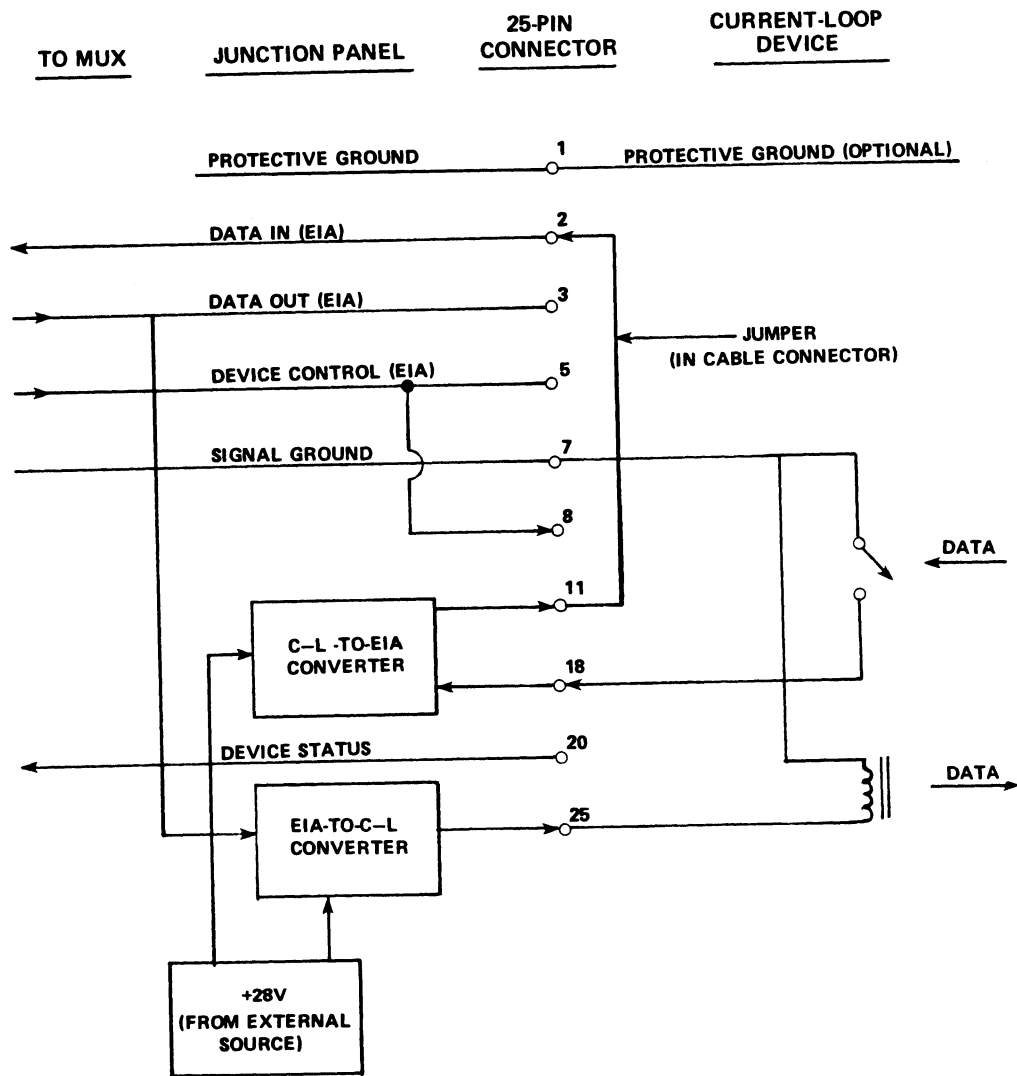 TO MUX
JUNCTION PANEL
25-PIN
CONNECTOR
CURRENT-LOOP
DEVICE
PROTECTIVE GROUND
1
PROTECTIVE GROUND (OPTIONAL)
DATA IN (EIA)
2
DATA OUT (EIA)
3
JUMPER
(IN CABLE CONNECTOR)
DEVICE CONTROL (EIA)
5
SIGNAL GROUND
7
8
DATA
11
C-L -TO-EIA
CONVERTER
18
DEVICE STATUS
20
DATA
EIA-TO-C-L
CONVERTER
25
+28V
(FROM EXTERNAL
SOURCE)